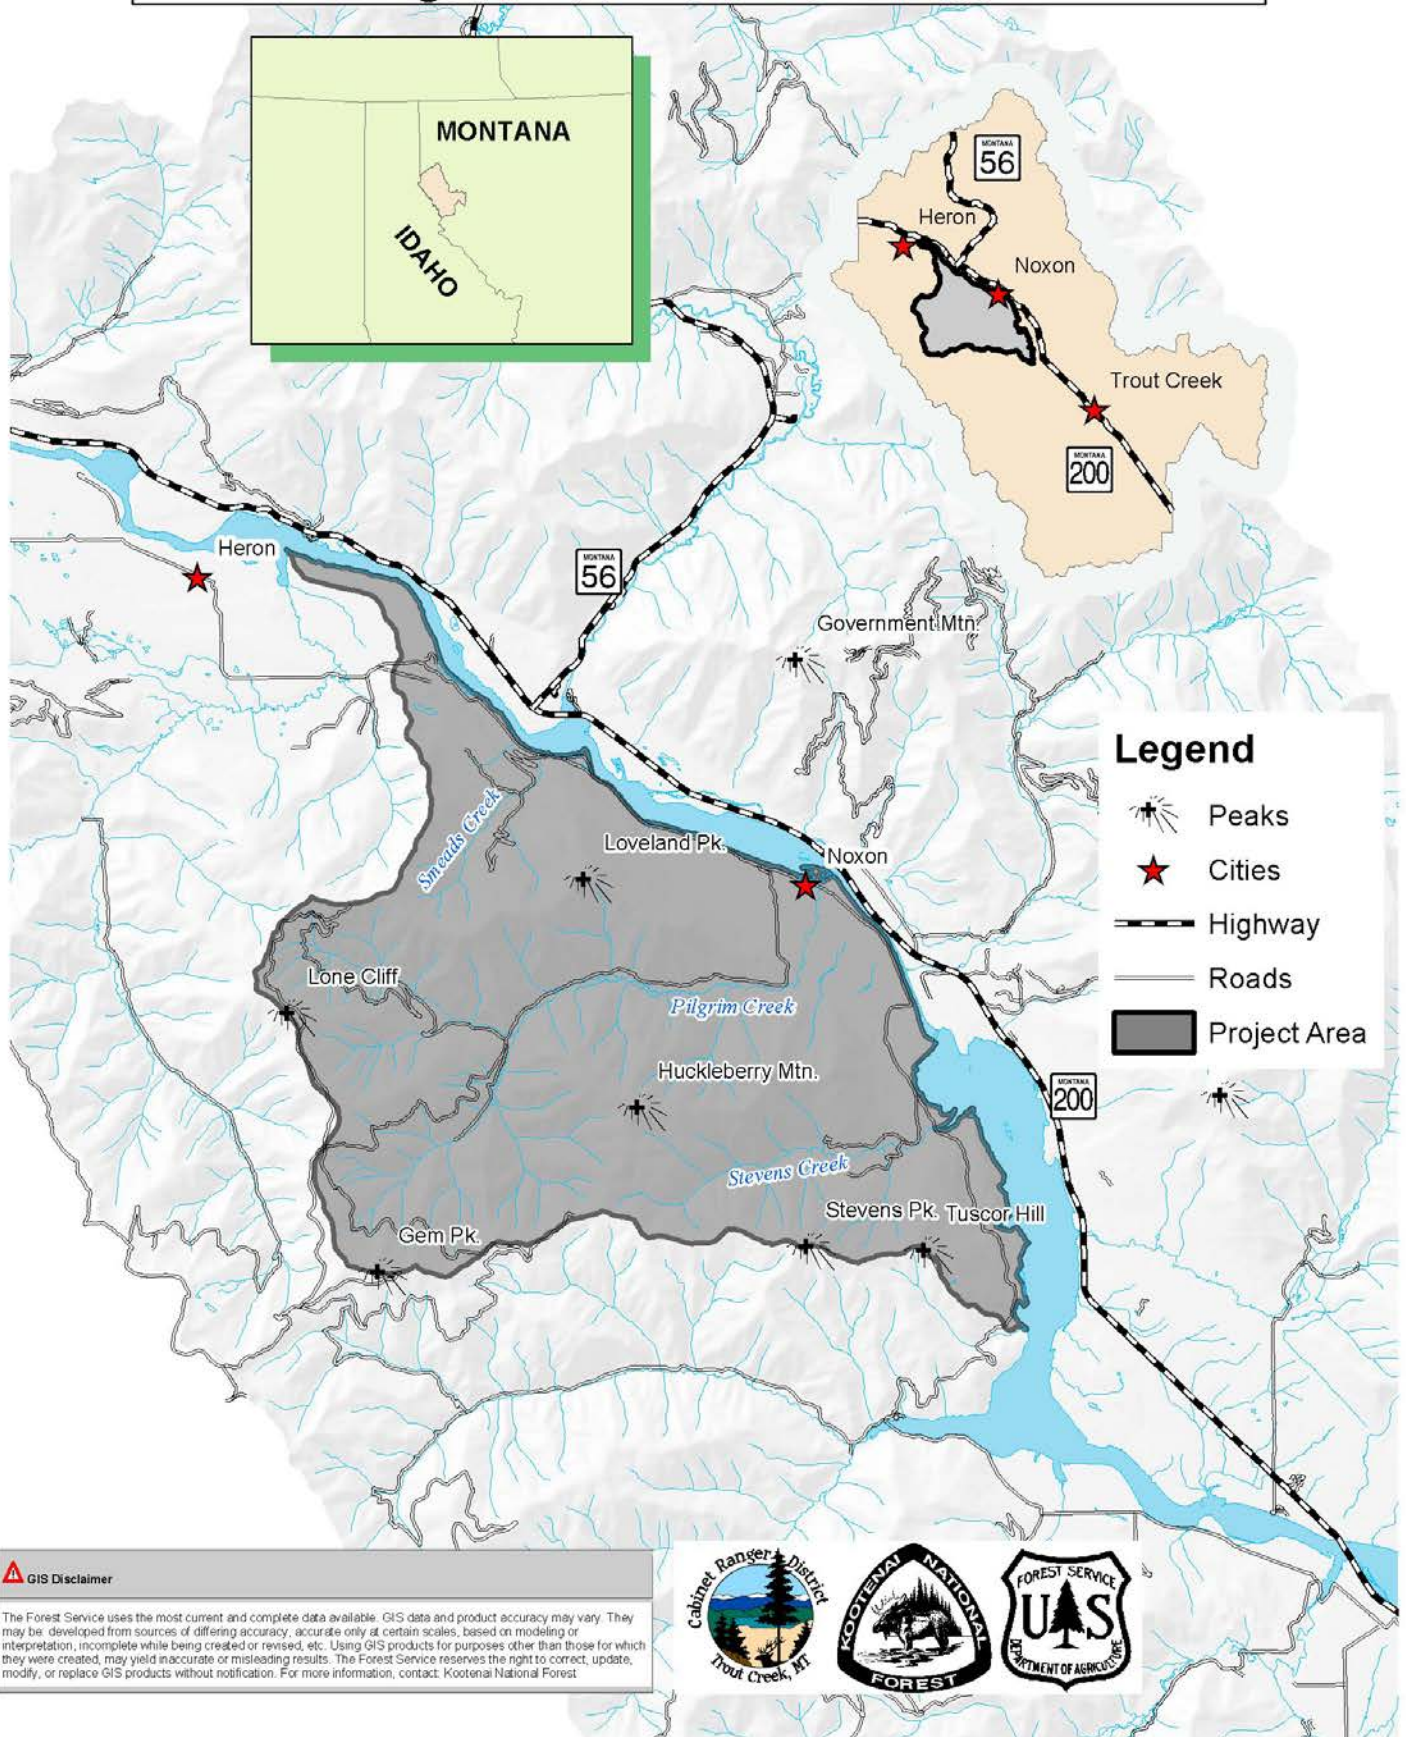 MONTANA
IDAHO
MONTANA
56
Heron
Noxon
Trout Creek
MONTANA
200
Heron
MONTANA
56
Government Mtn.
Legend
Peaks
Cities
Highway
Roads
Project Area
Smeads Creek
Loveland Pk.
Noxon
Lone Cliff
Pilgrim Creek
Huckleberry Mtn.
MONTANA
200
Stevens Creek
Stevens Pk.
Tuscor Hill
Gem Pk.
GIS Disclaimer
The Forest Service uses the most current and complete data available. GIS data and product accuracy may vary. They
may be: developed from sources of differing accuracy, accurate only at certain scales, based on modeling or
interpretation, incomplete while being created or revised, etc. Using GIS products for purposes other than those for which
they were created, may yield inaccurate or misleading results. The Forest Service reserves the right to correct, update,
modify, or replace GIS products without notification. For more information, contact: Kootenai National Forest
Cabinet Ranger District
Trout Creek, MT
KOOTENAI NATIONAL
FOREST
FOREST SERVICE
U S
DEPARTMENT OF AGRICULTURE